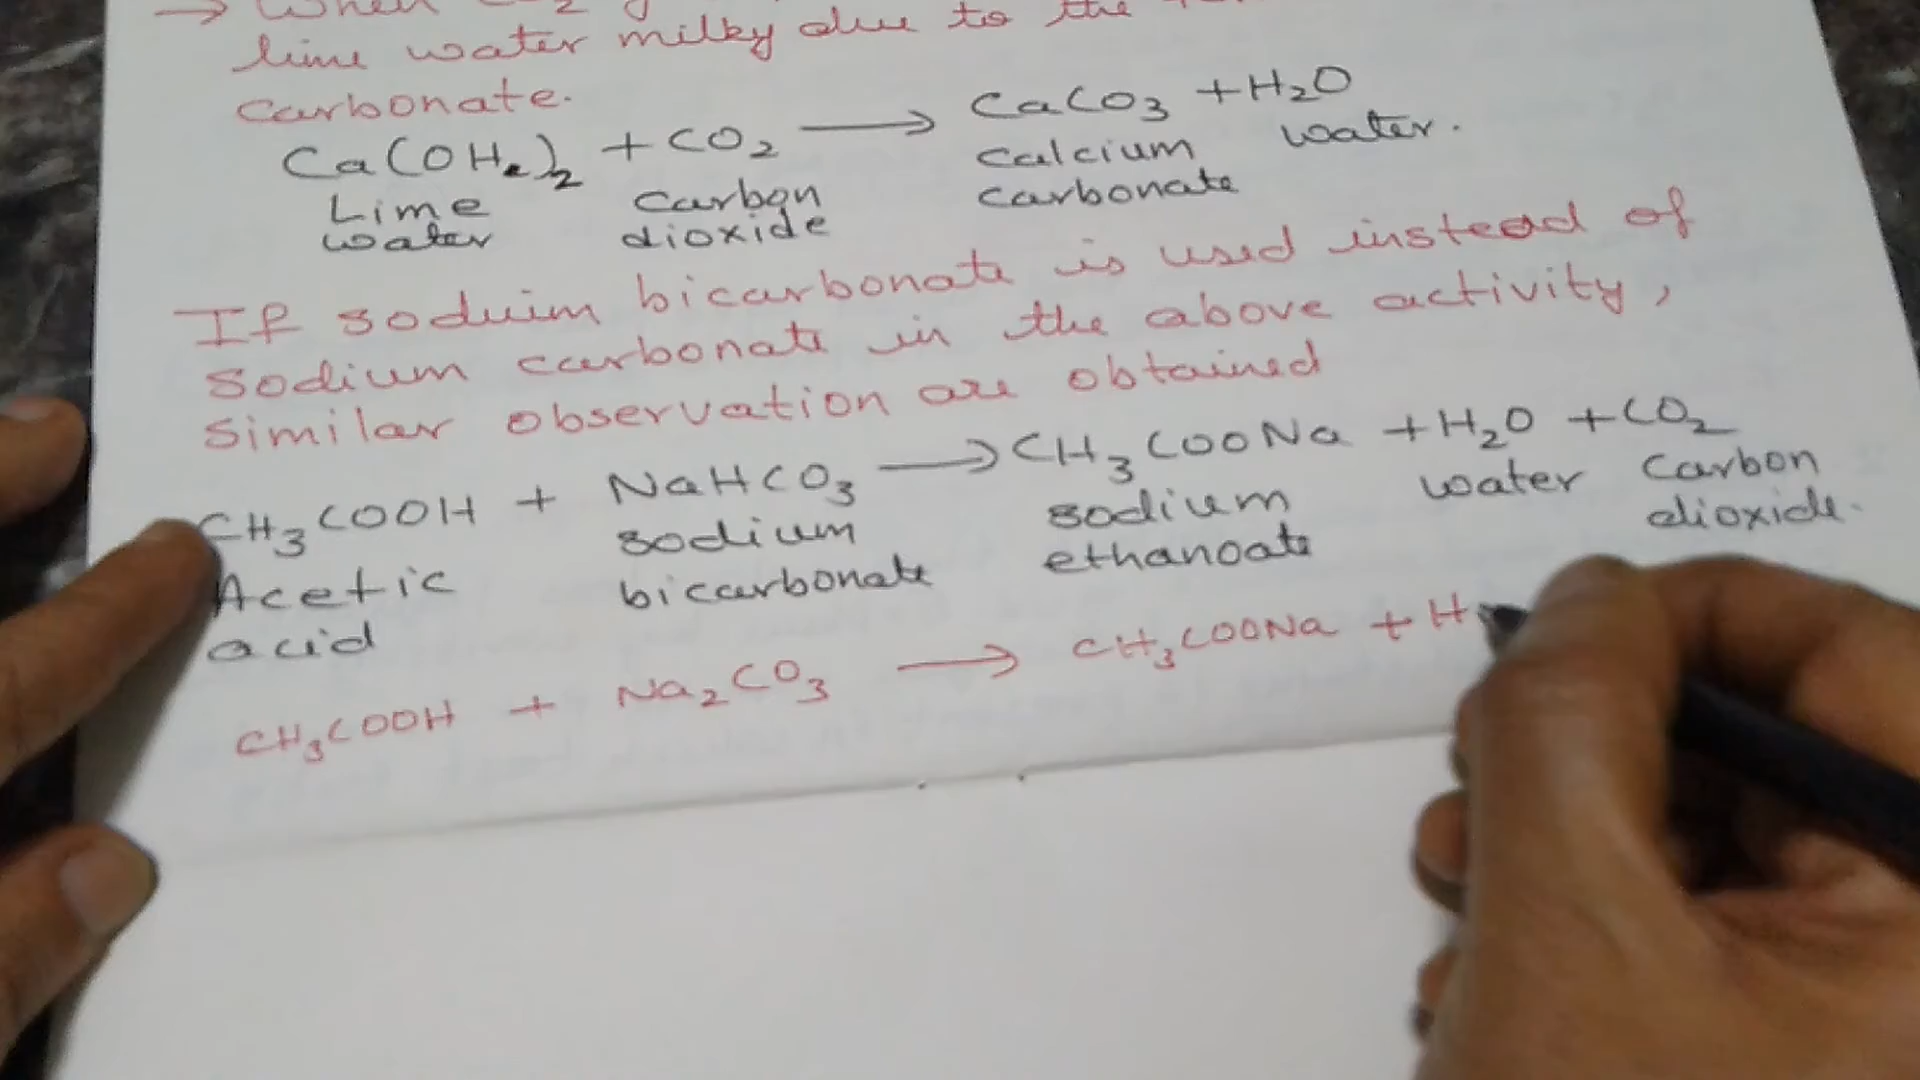 → When
lime water milky due to the
carbonate.
Ca(OH₂)₂ + CO₂ ⟶ CaCO₃ + H₂O
Lime water carbon dioxide calcium carbonate water.
If soduim bicarbonate is used instead of
sodium carbonate in the above activity,
similar observation are obtained
CH₃COOH + NaHCO₃ ⟶ CH₃COONa + H₂O + CO₂
Acetic acid sodium bicarbonate sodium ethanoate water carbon dioxide.
CH₃COOH + Na₂CO₃ ⟶ CH₃COONa + H